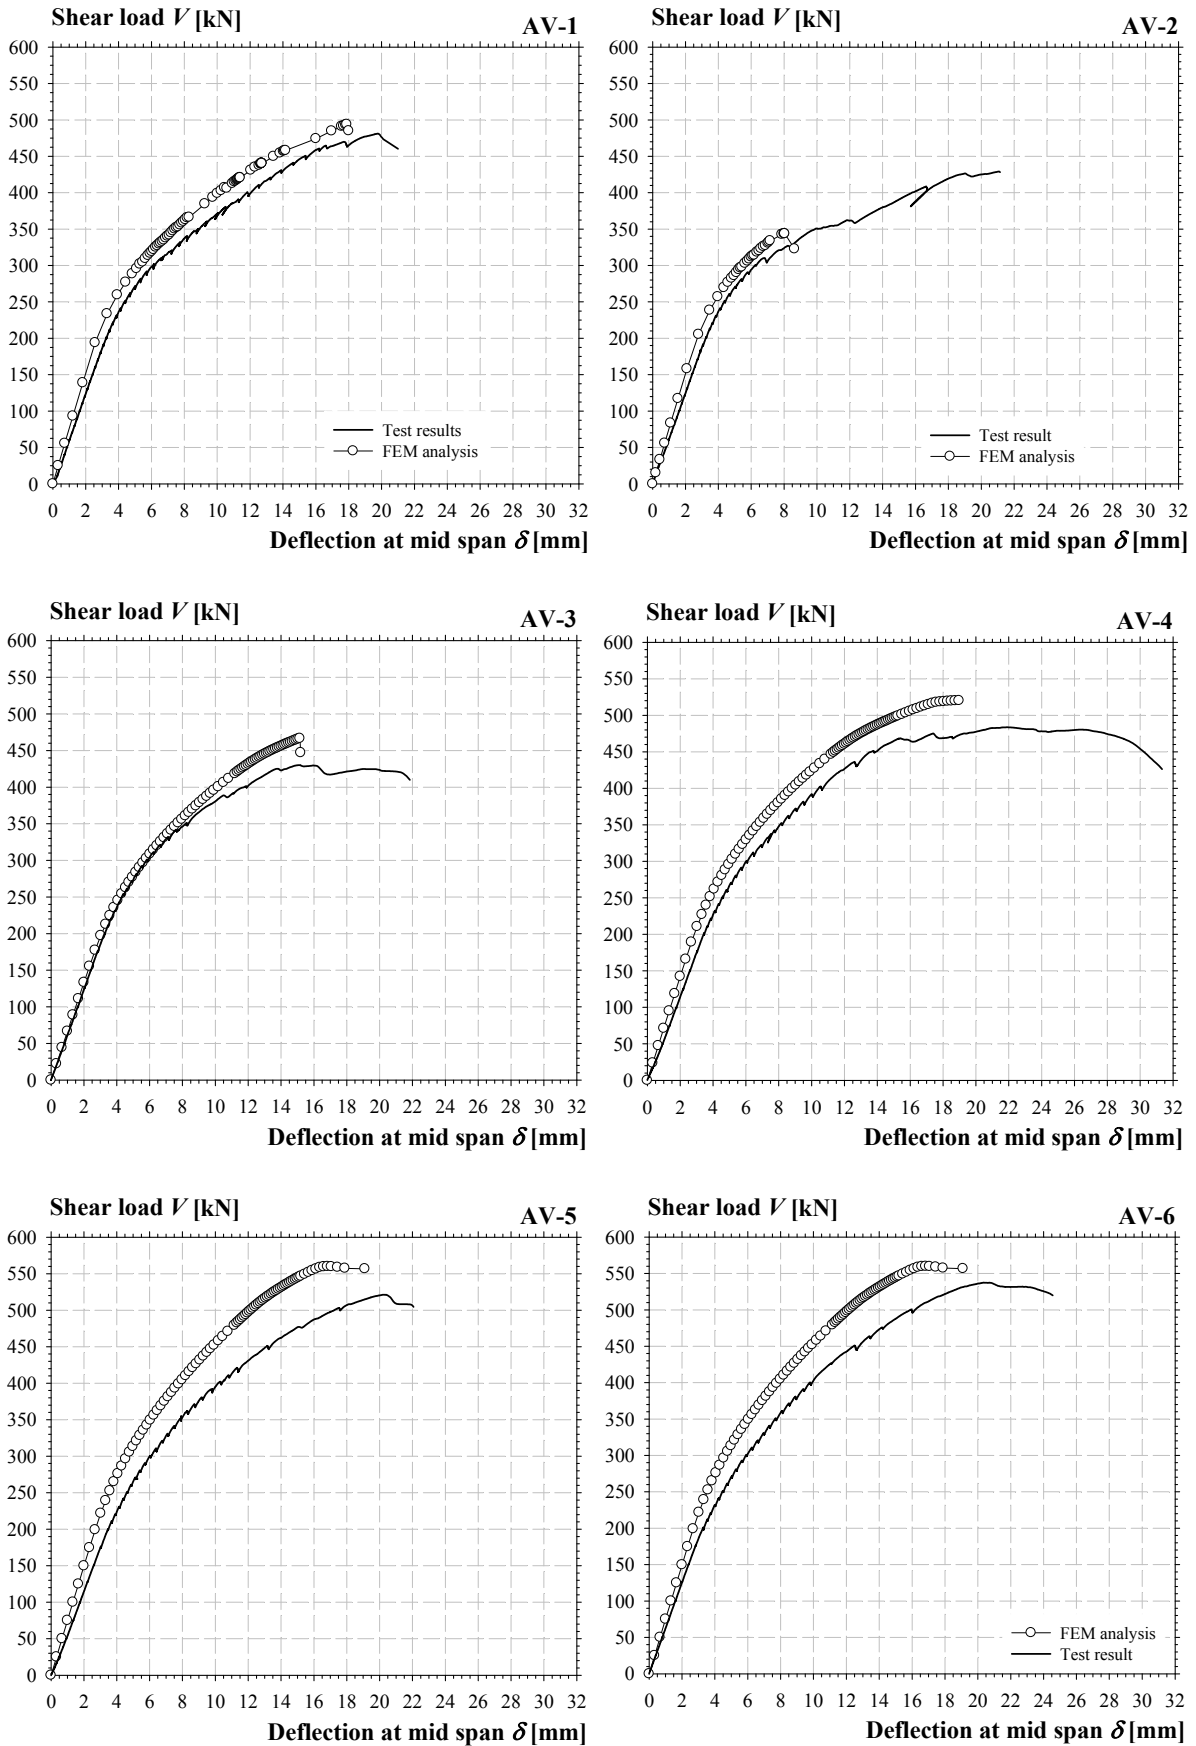 Shear load V [kN]
AV-1
600
550
500
450
400
350
300
250
200
150
100
50
0
Test results
FEM analysis
0 2 4 6 8 10 12 14 16 18 20 22 24 26 28 30 32
Deflection at mid span δ [mm]
Shear load V [kN]
AV-2
600
550
500
450
400
350
300
250
200
150
100
50
0
Test result
FEM analysis
0 2 4 6 8 10 12 14 16 18 20 22 24 26 28 30 32
Deflection at mid span δ [mm]
Shear load V [kN]
AV-3
600
550
500
450
400
350
300
250
200
150
100
50
0
0 2 4 6 8 10 12 14 16 18 20 22 24 26 28 30 32
Deflection at mid span δ [mm]
Shear load V [kN]
AV-4
600
550
500
450
400
350
300
250
200
150
100
50
0
0 2 4 6 8 10 12 14 16 18 20 22 24 26 28 30 32
Deflection at mid span δ [mm]
Shear load V [kN]
AV-5
600
550
500
450
400
350
300
250
200
150
100
50
0
0 2 4 6 8 10 12 14 16 18 20 22 24 26 28 30 32
Deflection at mid span δ [mm]
Shear load V [kN]
AV-6
600
550
500
450
400
350
300
250
200
150
100
50
0
FEM analysis
Test result
0 2 4 6 8 10 12 14 16 18 20 22 24 26 28 30 32
Deflection at mid span δ [mm]